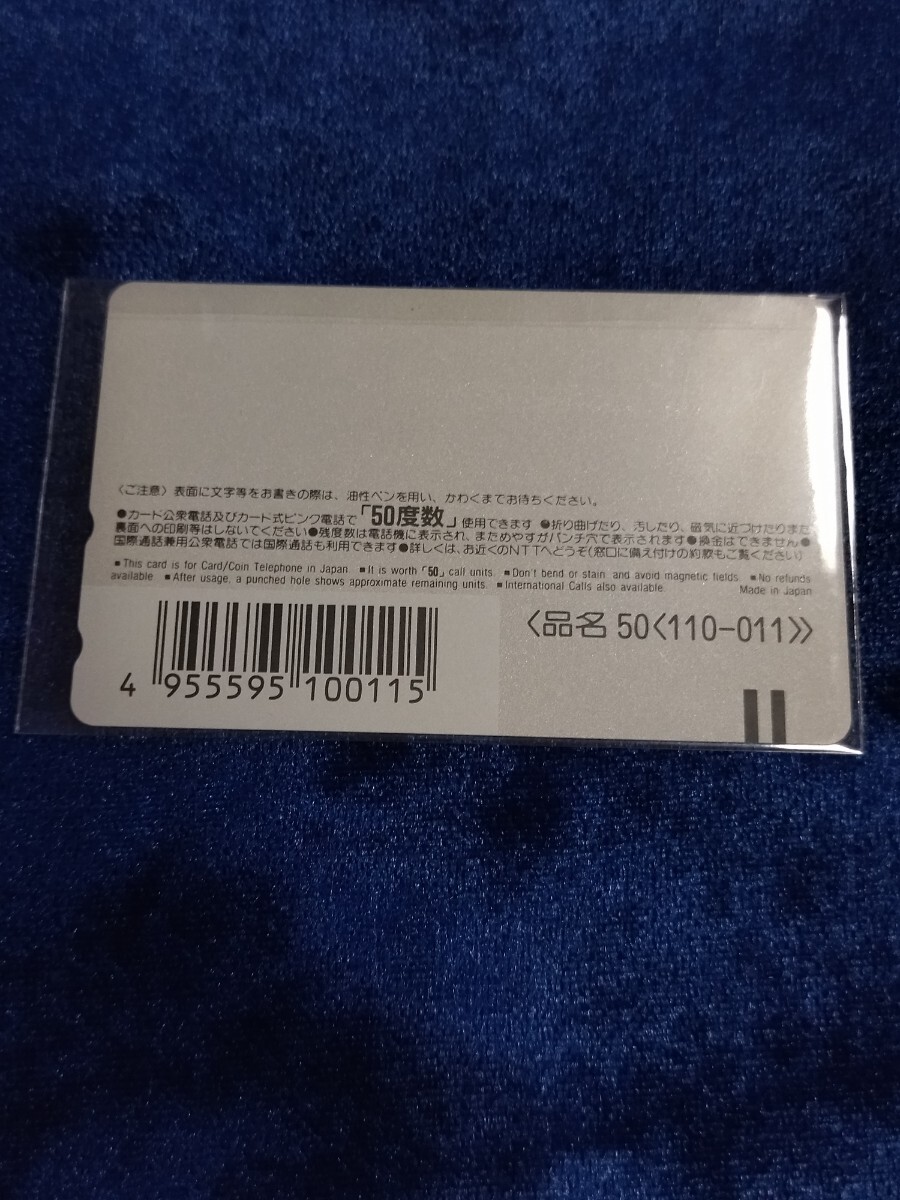 〈ご注意〉表面に文字等をお書きの際は、油性ペンを用い、かわくまでお待ちください。
●カード公衆電話及びカード式ピンク電話で「50度数」使用できます ●折り曲げたり、汚したり、磁気に近づけたりまた
裏面への印刷等はしないでください●残度数は電話機に表示され、まためやすがパンチ穴で表示されます●換金はできません●
国際通話兼用公衆電話では国際通話も利用できます●詳しくは、お近くのNTTへどうぞ(窓口に備え付けの約款もご覧ください)
■This card is for Card/Coin Telephone in Japan ■It is worth「50」call units. ■Don't bend or stain, and avoid magnetic fields. ■No refunds
available ■After usage, a punched hole shows approximate remaining units. ■International Calls also available. Made in Japan
〈品名 50〈110-011〉〉
4 955595 100115